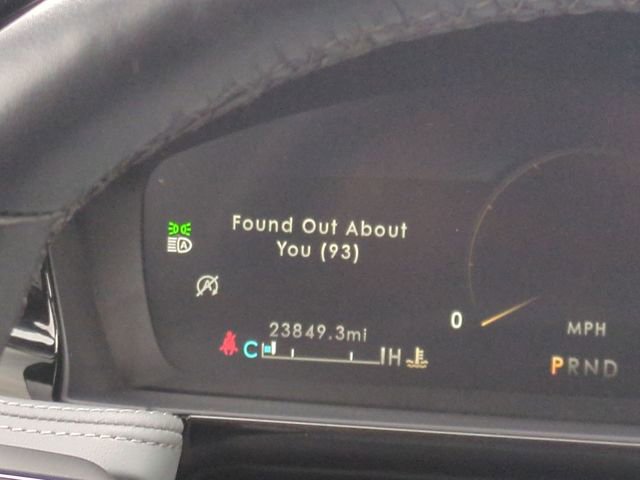 Found Out About
You (93)
A
A
0
23849.3mi
C H
MPH
PRND